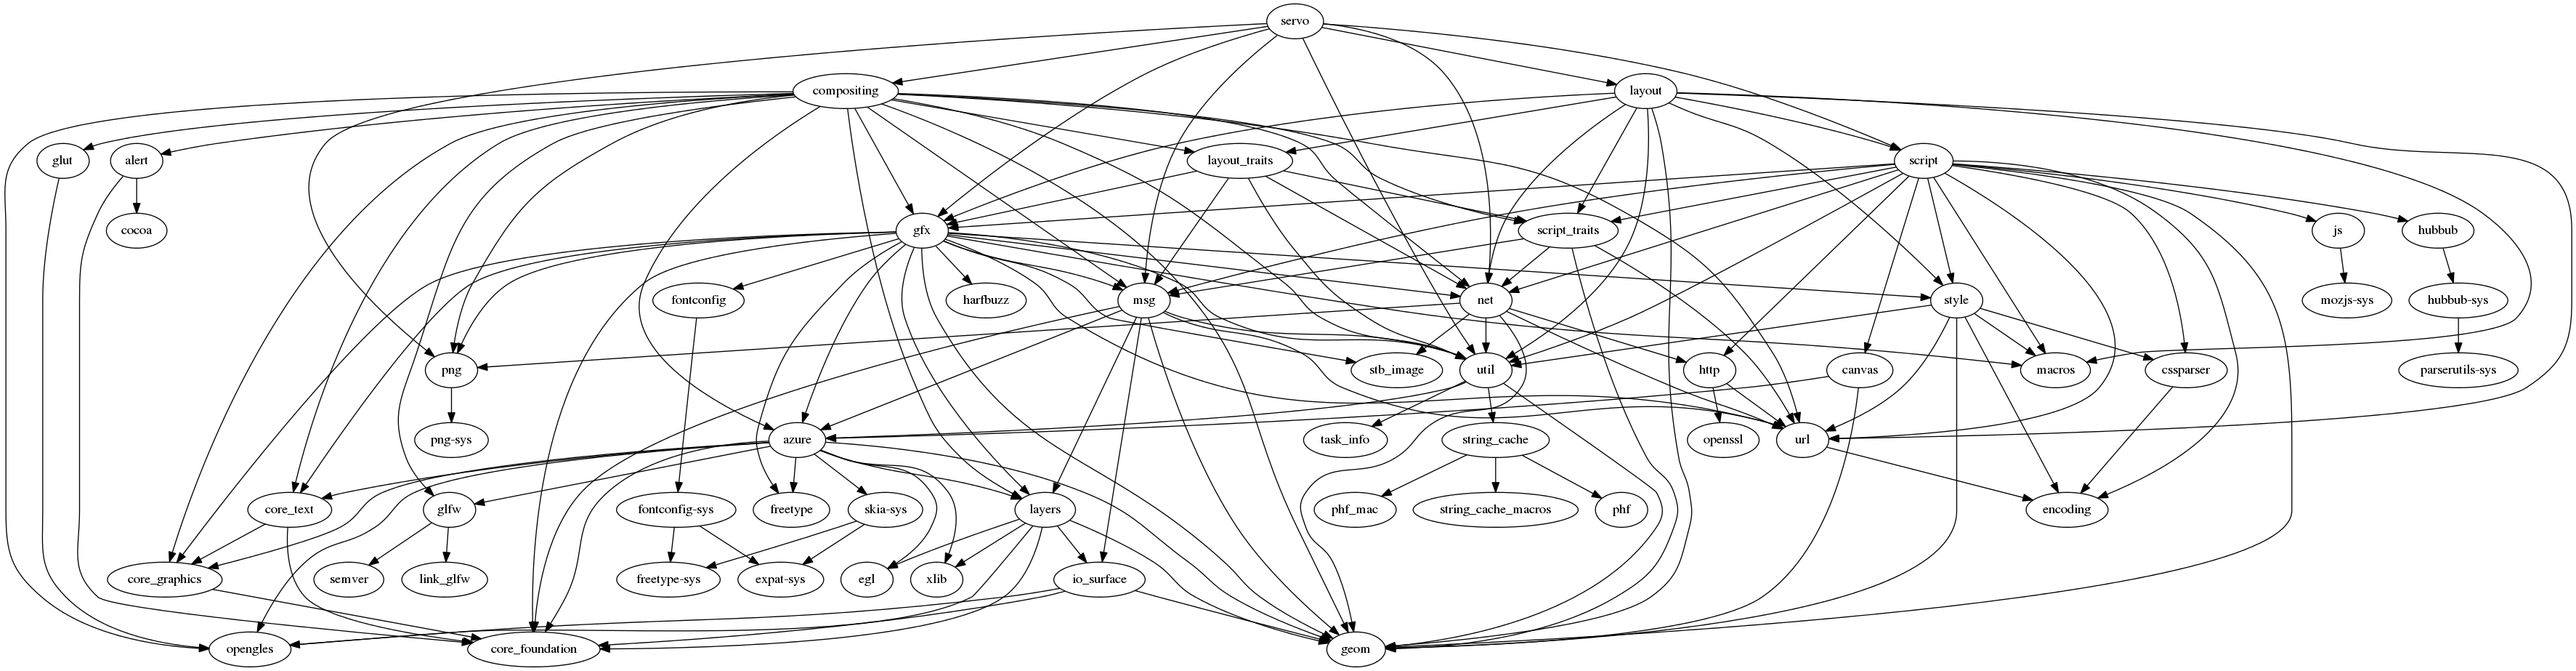 servo
compositing
layout
glut
alert
layout_traits
script
cocoa
gfx
script_traits
js
hubbub
fontconfig
harfbuzz
msg
net
style
mozjs-sys
hubbub-sys
png
stb_image
util
http
canvas
macros
cssparser
parserutils-sys
png-sys
azure
task_info
string_cache
openssl
url
core_text
glfw
fontconfig-sys
freetype
skia-sys
layers
phf_mac
string_cache_macros
phf
encoding
core_graphics
semver
link_glfw
freetype-sys
expat-sys
egl
xlib
io_surface
opengles
core_foundation
geom